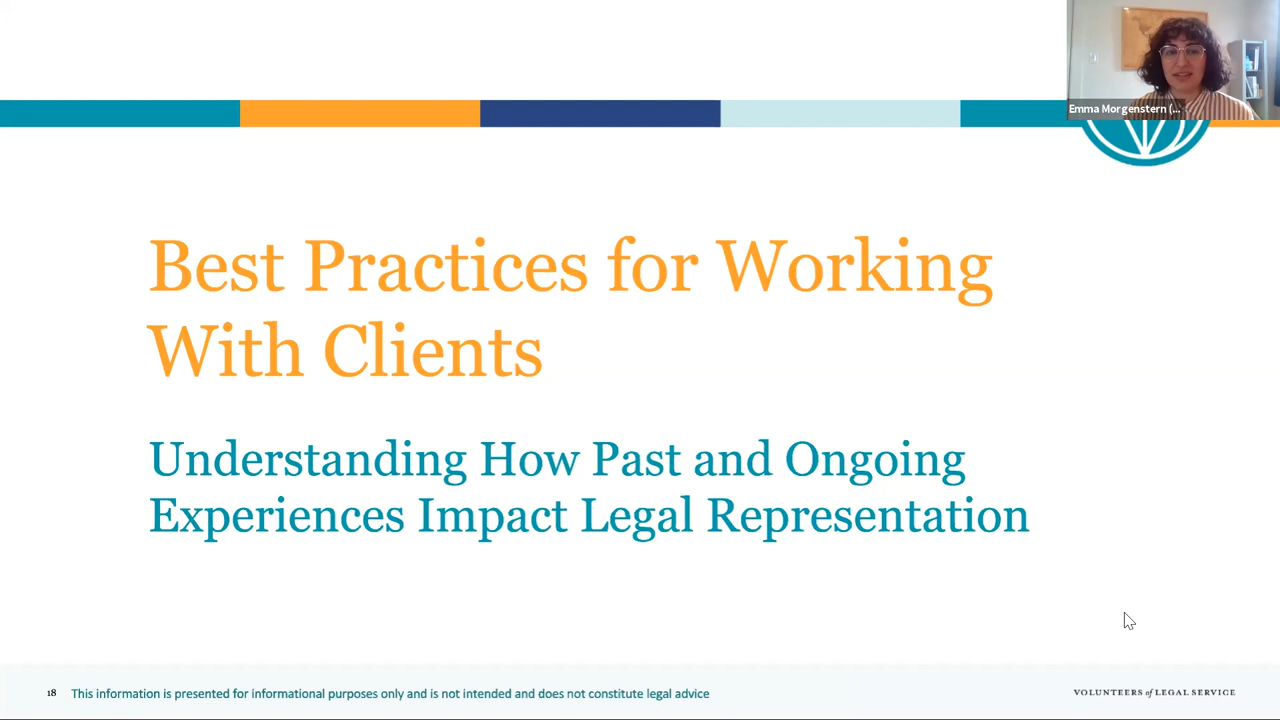 Emma Morgenstern (...
Best Practices for Working
With Clients
Understanding How Past and Ongoing
Experiences Impact Legal Representation
18 This information is presented for informational purposes only and is not intended and does not constitute legal advice
VOLUNTEERS of LEGAL SERVICE